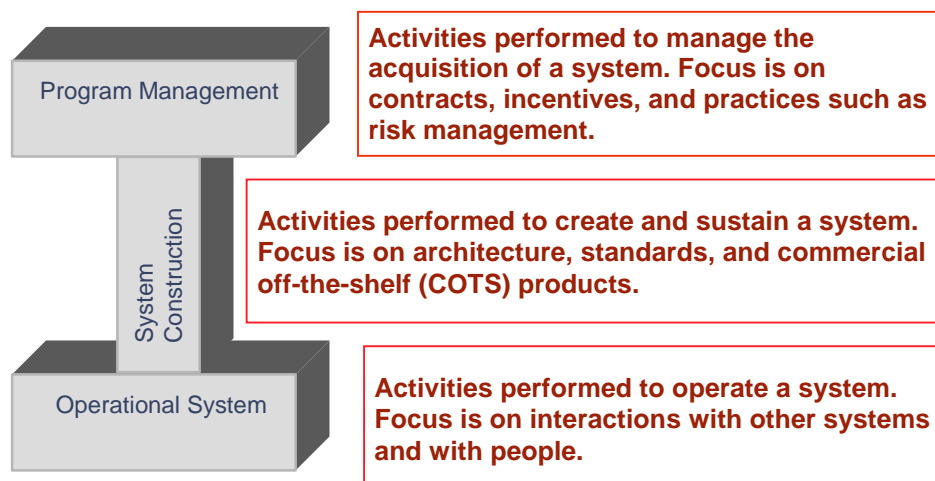 Program Management
Activities performed to manage the
acquisition of a system. Focus is on
contracts, incentives, and practices such as
risk management.
System
Construction
Activities performed to create and sustain a system.
Focus is on architecture, standards, and commercial
off-the-shelf (COTS) products.
Operational System
Activities performed to operate a system.
Focus is on interactions with other systems
and with people.